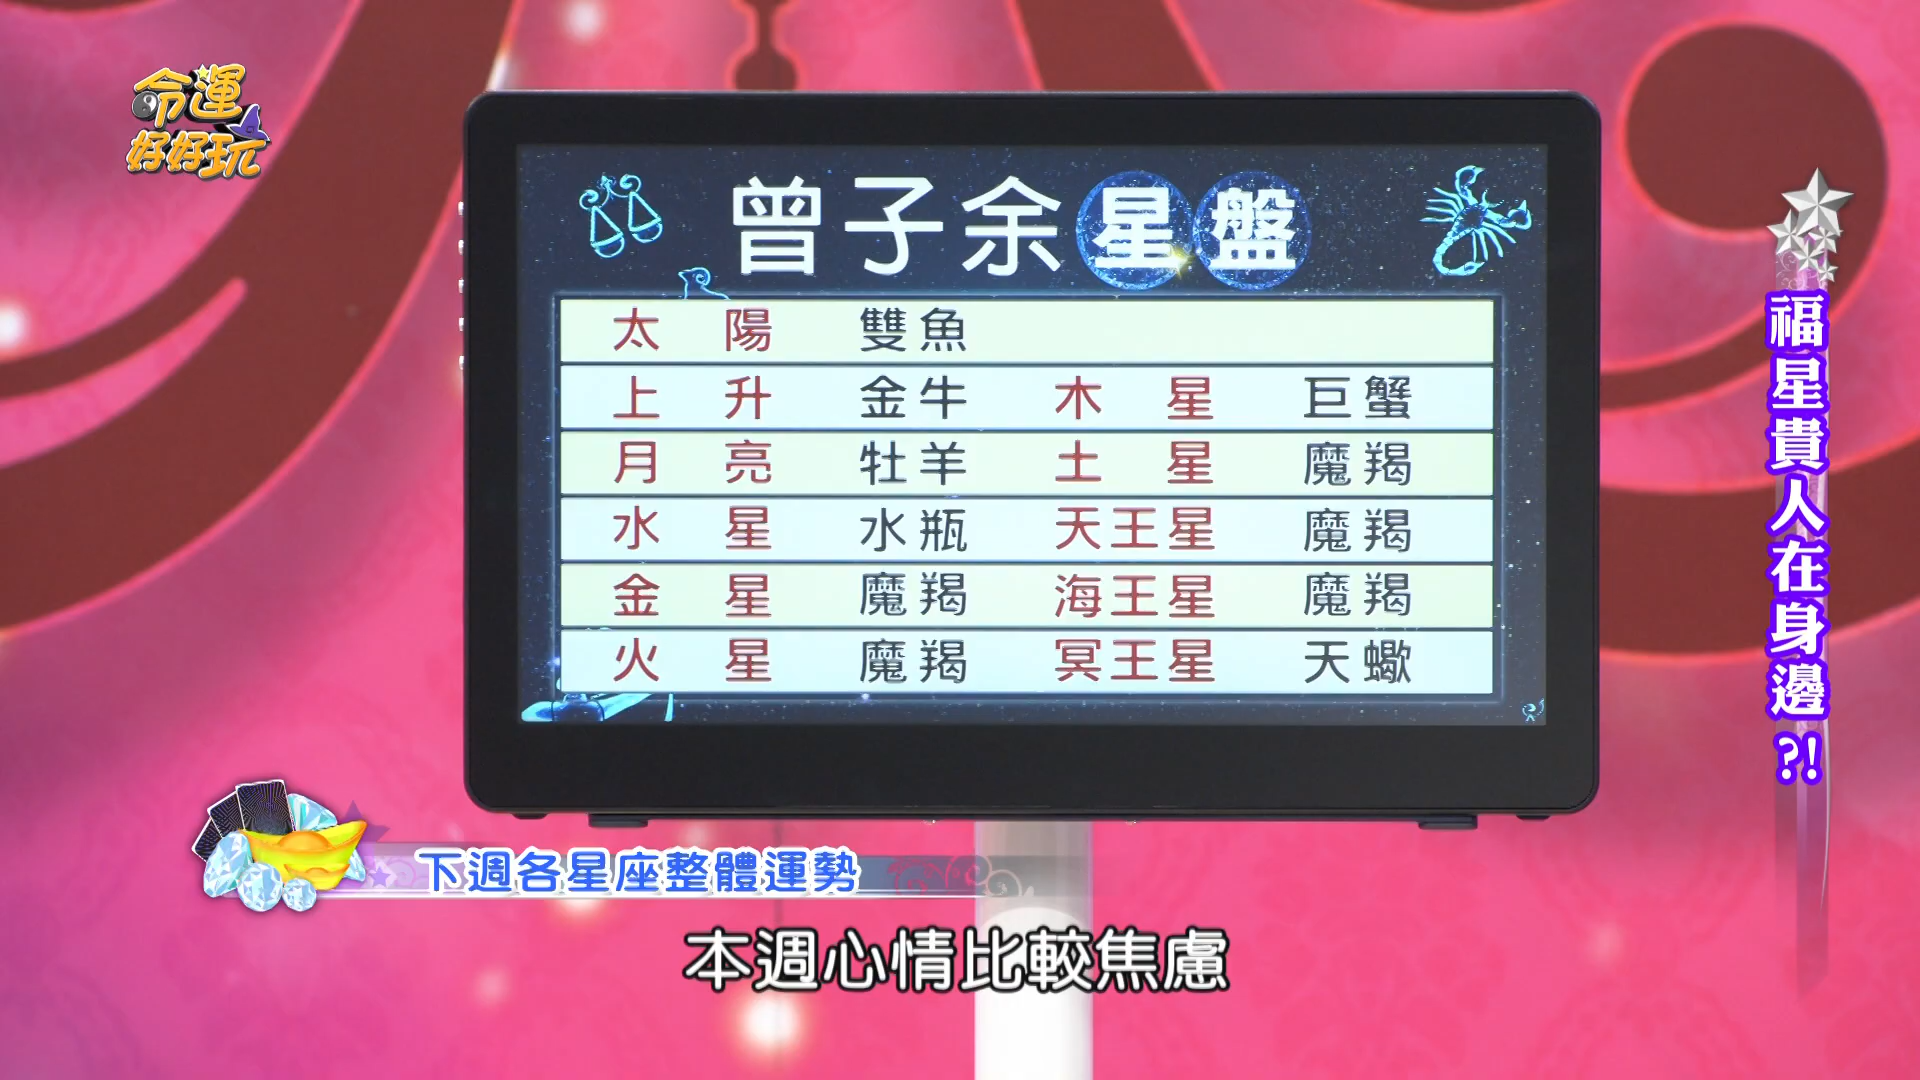 命運
好好玩
曾子余星盤
太陽 雙魚
上升 金牛 木星 巨蟹
月亮 牡羊 土星 魔羯
水星 水瓶 天王星 魔羯
金星 魔羯 海王星 魔羯
火星 魔羯 冥王星 天蠍
福星貴人在身邊?!
下週各星座整體運勢
本週心情比較焦慮